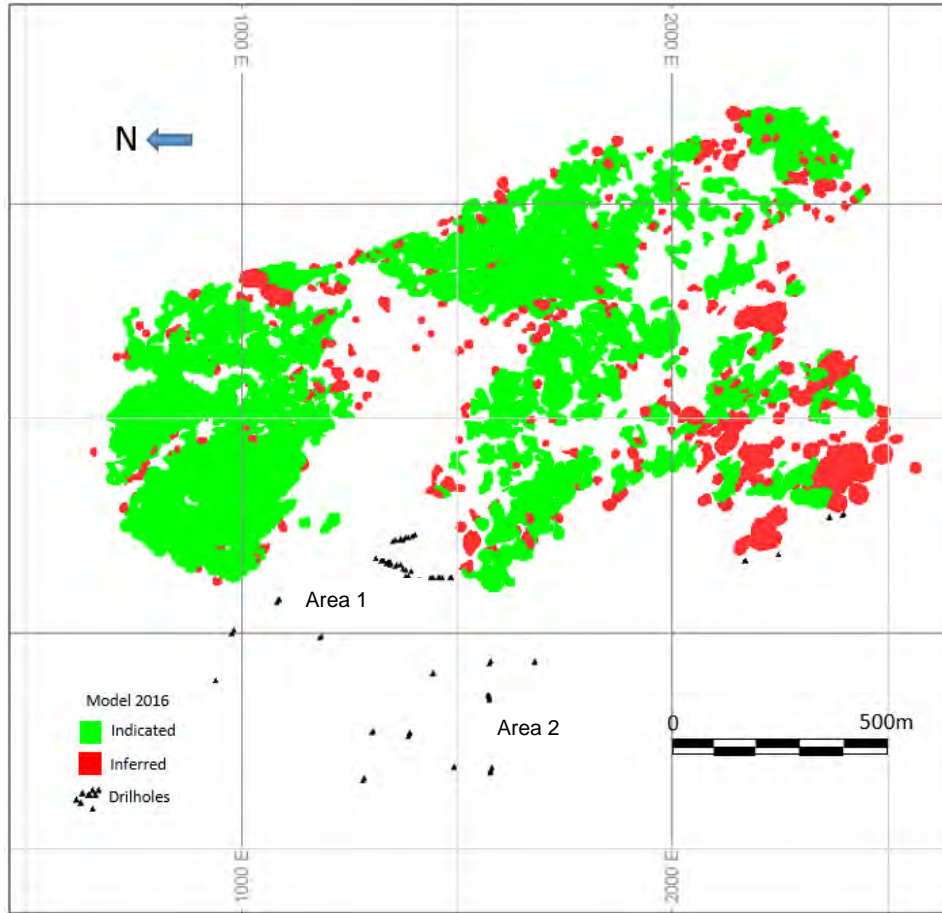 1000 E
2000 E
N
Area 1
Model 2016
Indicated
Inferred
Drilholes
Area 2
0
500m
1000 E
2000 E